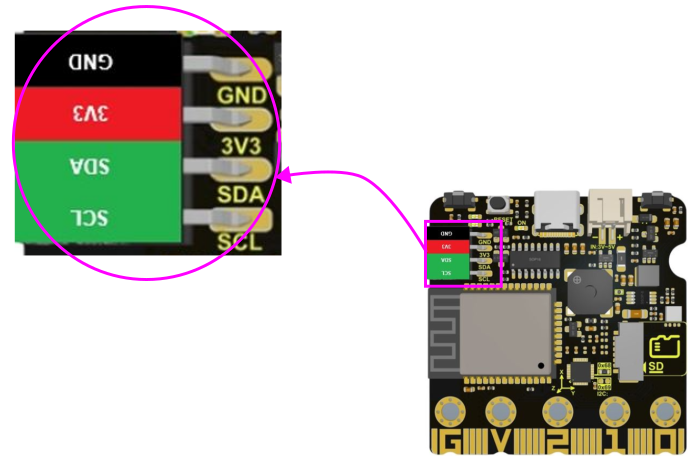 GND
GND
3V3
3V3
SDA
SDA
SCL
SCL
RESET
ON
IN:3V~5V
GND
GND
3V3
3V3
SDA
SDA
SCL
SCL
SD
X
Z
Y
I2C:
G
V
2
1
0